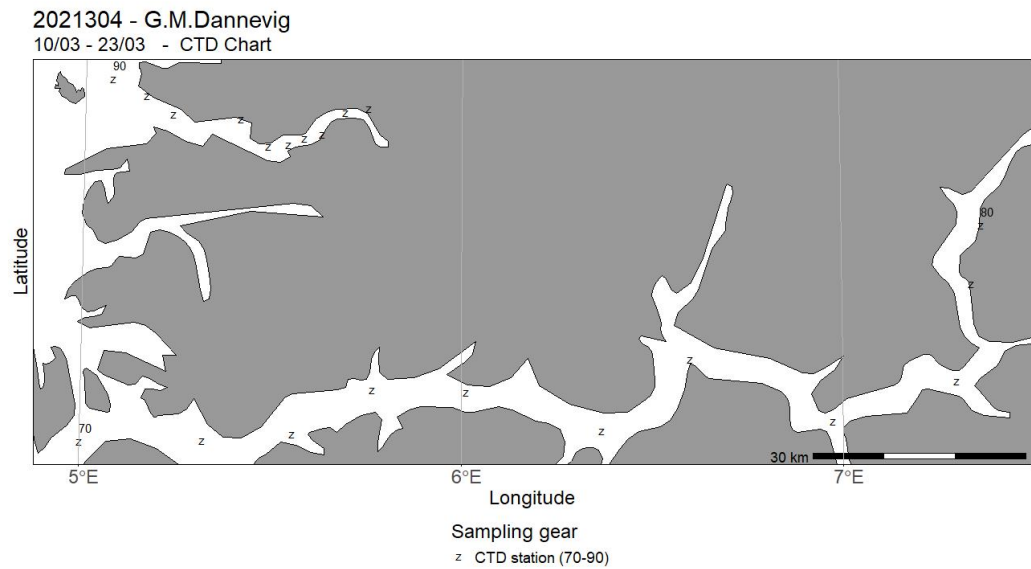 2021304 - G.M.Dannevig
10/03 - 23/03 - CTD Chart
90
z
z
z
z
z
z
z
z
z
z
80
z
z
z
z
z
z
70
z
z
z
z
z
30 km
Latitude
5°E
6°E
7°E
Longitude
Sampling gear
z CTD station (70-90)